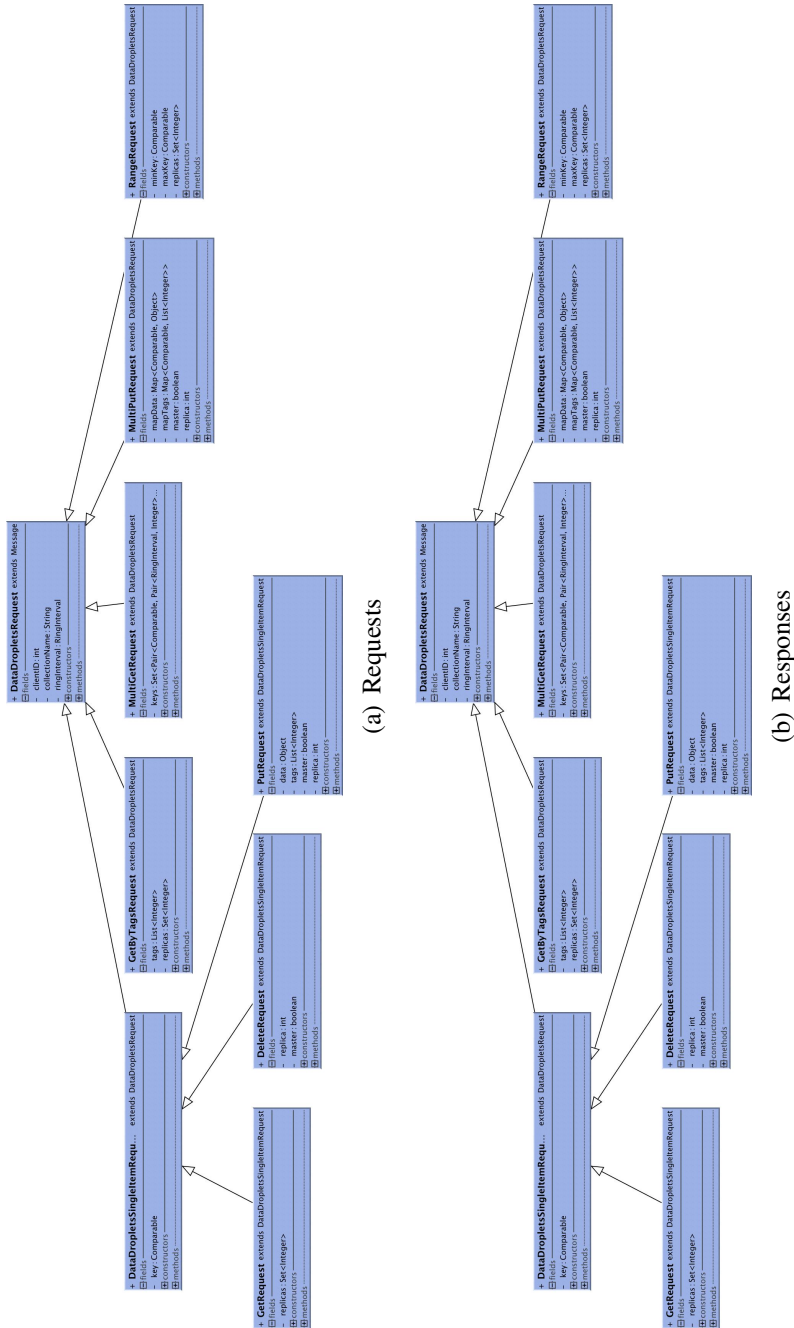 + DataDropletsRequest extends Message
fields
- clientID : int
- collectionName : String
- ringInterval : RingInterval
constructors
methods
+ DataDropletsSingleItemRequ... extends DataDropletsRequest
fields
- key : Comparable
constructors
methods
+ GetByTagsRequest extends DataDropletsRequest
fields
- tags : List<Integer>
- replicas : Set<Integer>
constructors
methods
+ MultiGetRequest extends DataDropletsRequest
fields
- keys : Set<Pair<Comparable, Pair<RingInterval, Integer>...
constructors
methods
+ MultiPutRequest extends DataDropletsRequest
fields
- mapData : Map<Comparable, Object>
- mapTags : Map<Comparable, List<Integer>>
- master : boolean
- replica : int
constructors
methods
+ RangeRequest extends DataDropletsRequest
fields
- minKey : Comparable
- maxKey : Comparable
- replicas : Set<Integer>
constructors
methods
+ GetRequest extends DataDropletsSingleItemRequest
fields
- replicas : Set<Integer>
constructors
methods
+ DeleteRequest extends DataDropletsSingleItemRequest
fields
- replica : int
- master : boolean
constructors
methods
+ PutRequest extends DataDropletsSingleItemRequest
fields
- data : Object
- tags : List<Integer>
- master : boolean
- replica : int
constructors
methods
(a) Requests
+ DataDropletsRequest extends Message
fields
- clientID : int
- collectionName : String
- ringInterval : RingInterval
constructors
methods
+ DataDropletsSingleItemRequ... extends DataDropletsRequest
fields
- key : Comparable
constructors
methods
+ GetByTagsRequest extends DataDropletsRequest
fields
- tags : List<Integer>
- replicas : Set<Integer>
constructors
methods
+ MultiGetRequest extends DataDropletsRequest
fields
- keys : Set<Pair<Comparable, Pair<RingInterval, Integer>...
constructors
methods
+ MultiPutRequest extends DataDropletsRequest
fields
- mapData : Map<Comparable, Object>
- mapTags : Map<Comparable, List<Integer>>
- master : boolean
- replica : int
constructors
methods
+ RangeRequest extends DataDropletsRequest
fields
- minKey : Comparable
- maxKey : Comparable
- replicas : Set<Integer>
constructors
methods
+ GetRequest extends DataDropletsSingleItemRequest
fields
- replicas : Set<Integer>
constructors
methods
+ DeleteRequest extends DataDropletsSingleItemRequest
fields
- replica : int
- master : boolean
constructors
methods
+ PutRequest extends DataDropletsSingleItemRequest
fields
- data : Object
- tags : List<Integer>
- master : boolean
- replica : int
constructors
methods
(b) Responses